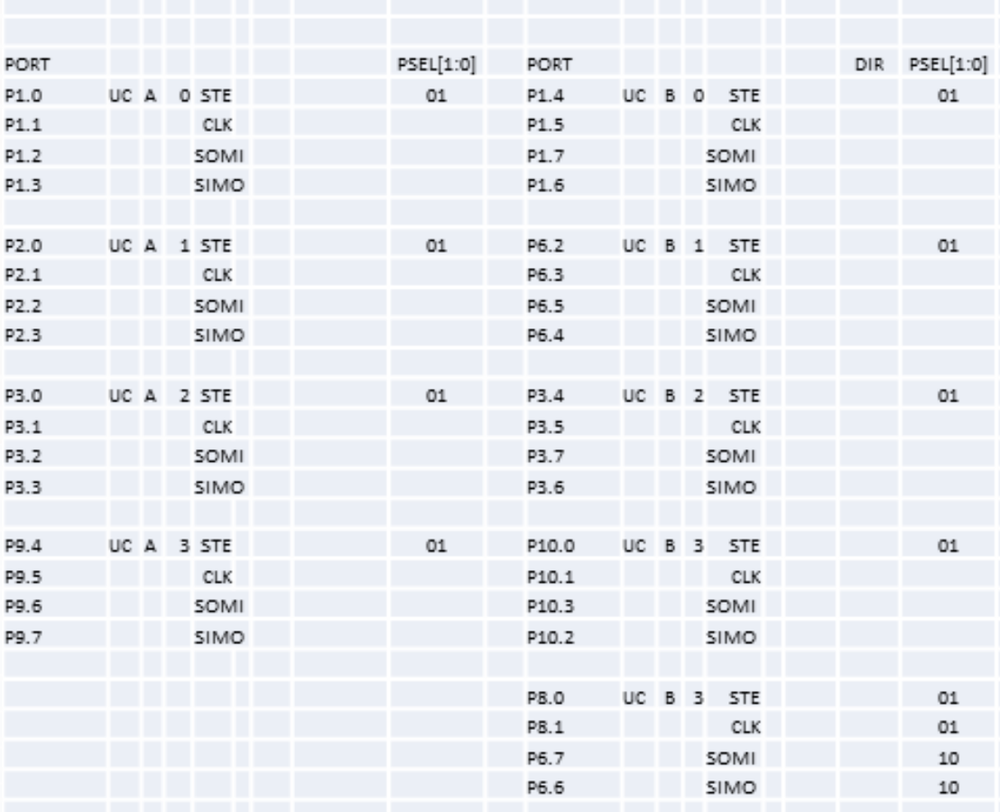 PORT PSEL[1:0] PORT DIR PSEL[1:0]
P1.0 UC A 0 STE 01 P1.4 UC B 0 STE 01
P1.1 CLK P1.5 CLK
P1.2 SOMI P1.7 SOMI
P1.3 SIMO P1.6 SIMO
P2.0 UC A 1 STE 01 P6.2 UC B 1 STE 01
P2.1 CLK P6.3 CLK
P2.2 SOMI P6.5 SOMI
P2.3 SIMO P6.4 SIMO
P3.0 UC A 2 STE 01 P3.4 UC B 2 STE 01
P3.1 CLK P3.5 CLK
P3.2 SOMI P3.7 SOMI
P3.3 SIMO P3.6 SIMO
P9.4 UC A 3 STE 01 P10.0 UC B 3 STE 01
P9.5 CLK P10.1 CLK
P9.6 SOMI P10.3 SOMI
P9.7 SIMO P10.2 SIMO
P8.0 UC B 3 STE 01
P8.1 CLK 01
P6.7 SOMI 10
P6.6 SIMO 10